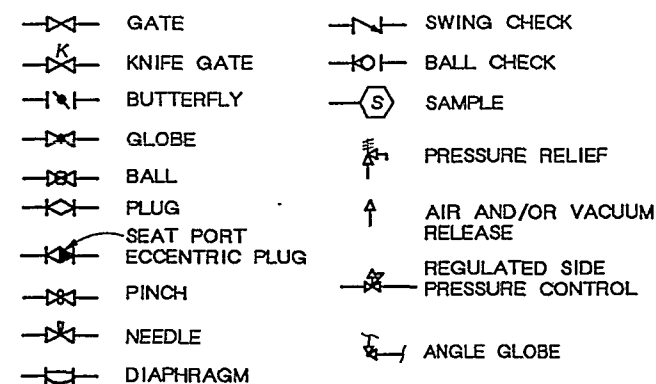 GATE
K
KNIFE GATE
BUTTERFLY
GLOBE
BALL
PLUG
SEAT PORT
ECCENTRIC PLUG
PINCH
NEEDLE
DIAPHRAGM
SWING CHECK
BALL CHECK
S
SAMPLE
PRESSURE RELIEF
AIR AND/OR VACUUM
RELEASE
REGULATED SIDE
PRESSURE CONTROL
ANGLE GLOBE